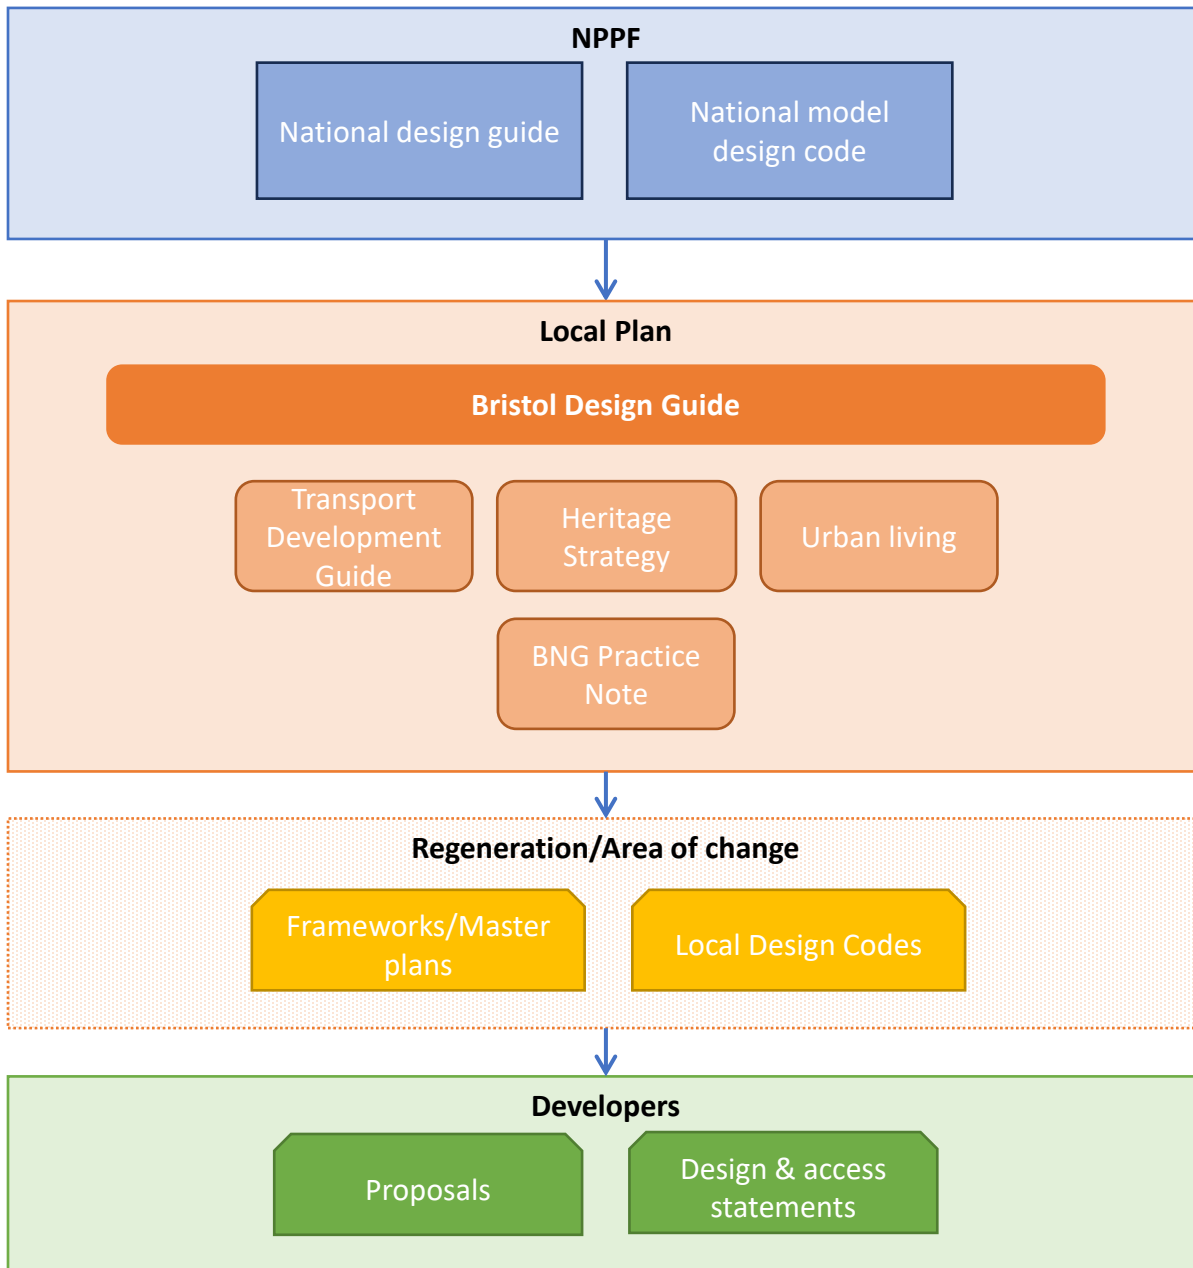 NPPF
National design guide
National model
design code
Local Plan
Bristol Design Guide
Transport
Development
Guide
Heritage
Strategy
Urban living
BNG Practice
Note
Regeneration/Area of change
Frameworks/Master
plans
Local Design Codes
Developers
Proposals
Design & access
statements